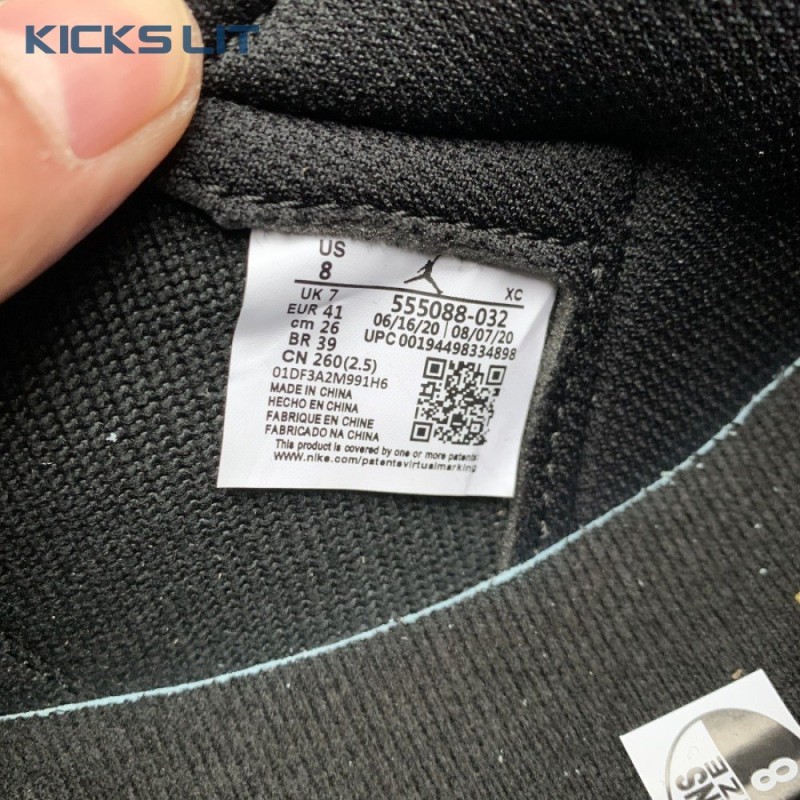 KICKS LIT
US
8
XC
UK 7
EUR 41
cm 26
BR 39
CN 260(2.5)
555088-032
06/16/20 | 08/07/20
UPC 00194498334898
01DF3A2M991H6
MADE IN CHINA
HECHO EN CHINA
FABRIQUE EN CHINE
FABRICADO NA CHINA
This product is covered by one or more patents:
www.nike.com/patentsvirtualmarking
8